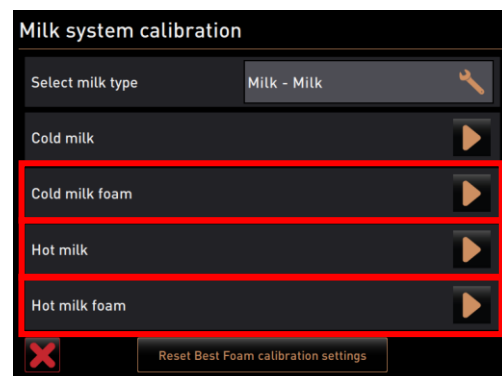 Milk system calibration
Select milk type Milk - Milk
Cold milk
Cold milk foam
Hot milk
Hot milk foam
Reset Best Foam calibration settings